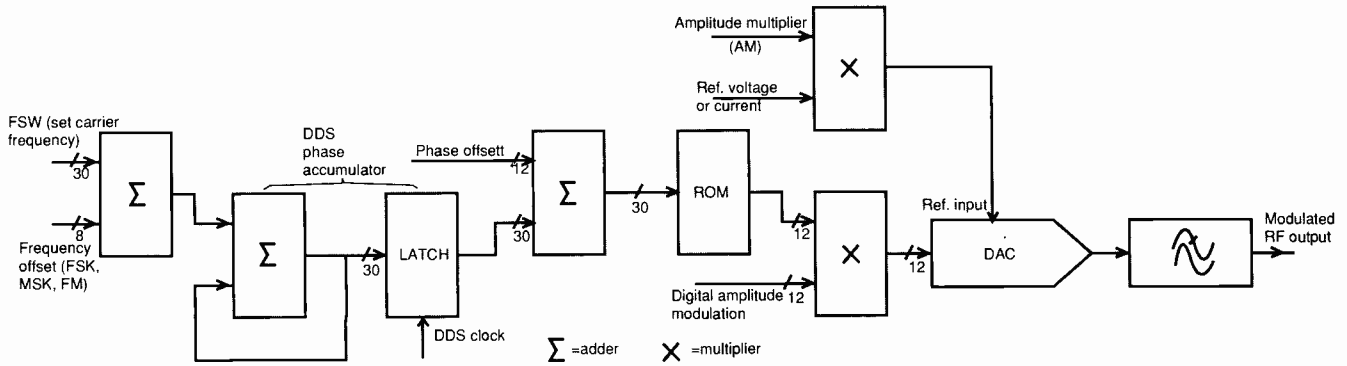 Amplitude multiplier
(AM)
Ref. voltage
or current
×
FSW (set carrier
frequency)
30
Σ
8
Frequency
offset (FSK,
MSK, FM)
DDS
phase
accumulator
Σ
30
LATCH
DDS clock
Phase offsett
12
30
Σ
30
ROM
12
×
Digital amplitude
modulation
12
12
Ref. input
DAC
Modulated
RF output
Σ =adder
× =multiplier